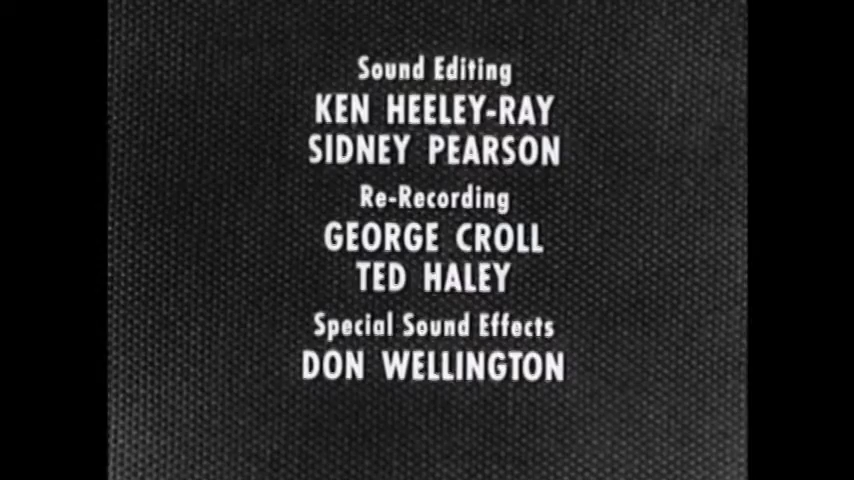 Sound Editing
KEN HEELEY-RAY
SIDNEY PEARSON
Re-Recording
GEORGE CROLL
TED HALEY
Special Sound Effects
DON WELLINGTON